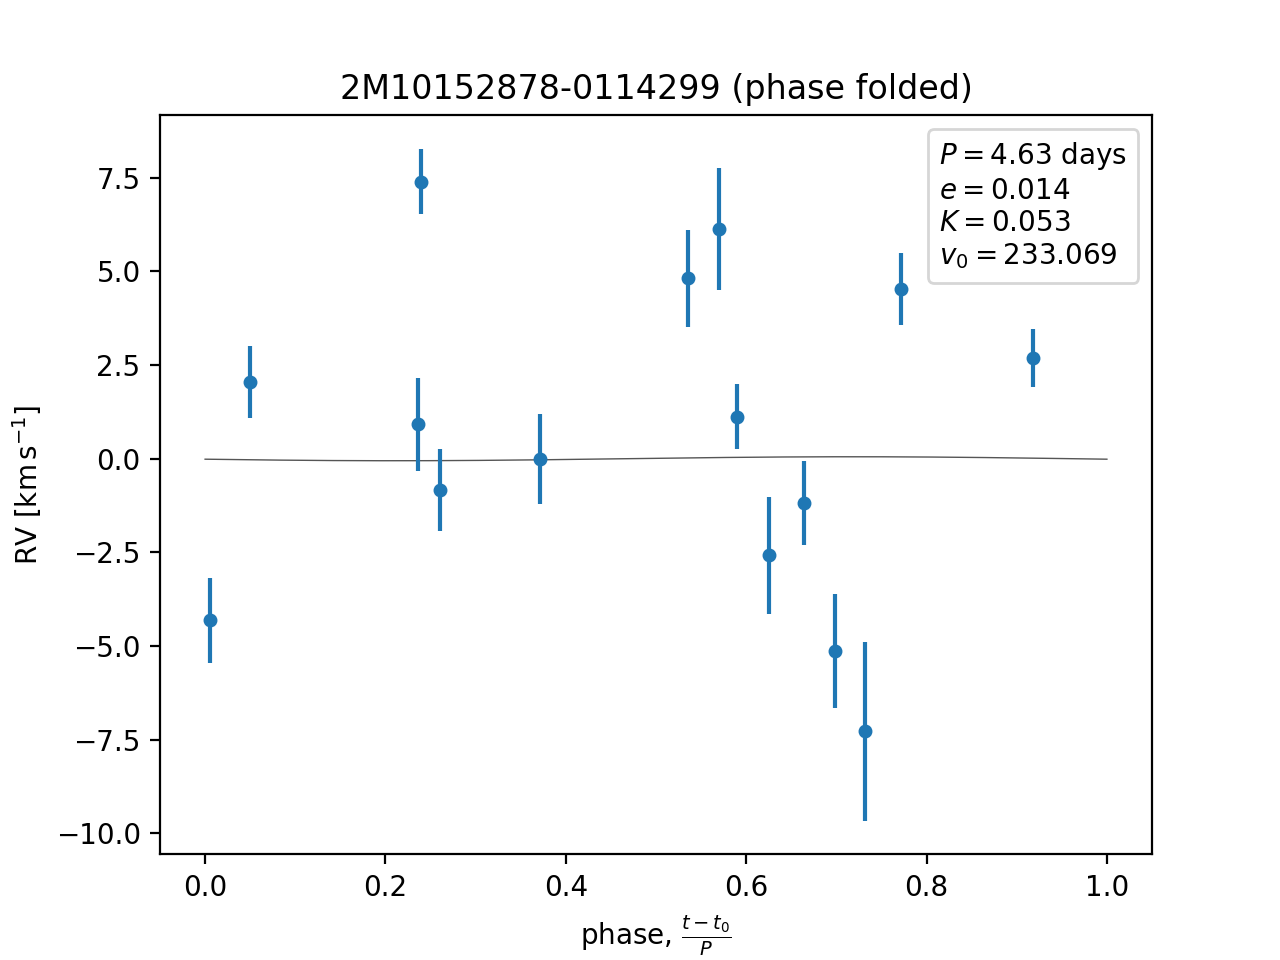 2M10152878-0114299 (phase folded)
P = 4.63 days
e = 0.014
K = 0.053
v₀ = 233.069
RV [km s⁻¹]
7.5
5.0
2.5
0.0
−2.5
−5.0
−7.5
−10.0
0.0 0.2 0.4 0.6 0.8 1.0
phase, (t − t₀)/P